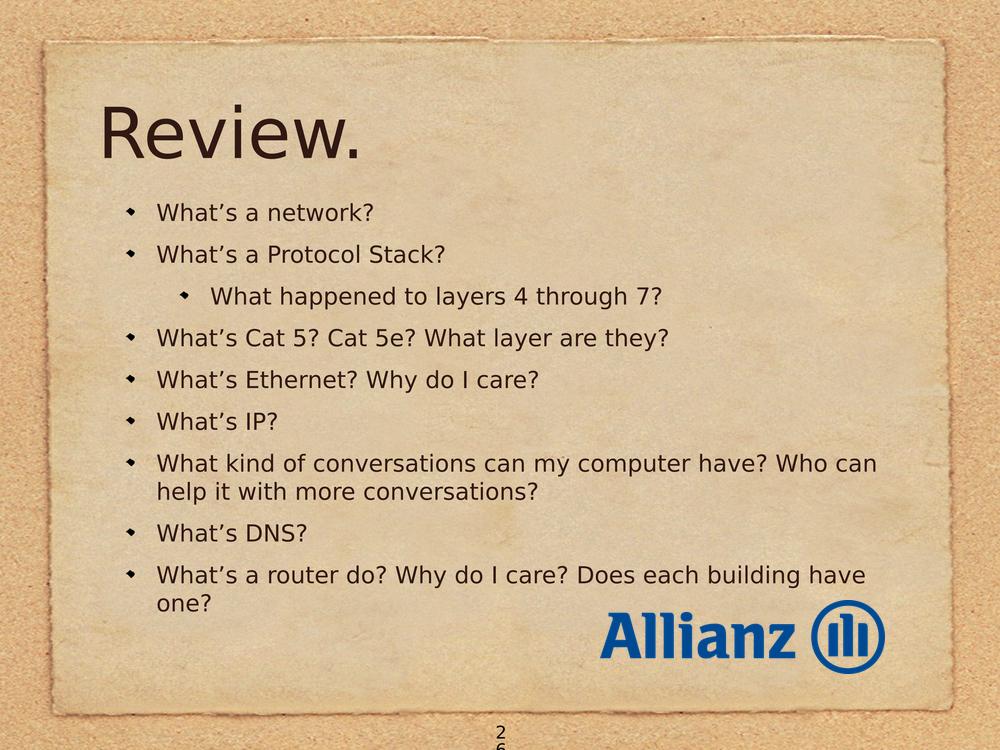 Review.
What’s a network?
What’s a Protocol Stack?
What happened to layers 4 through 7?
What’s Cat 5? Cat 5e? What layer are they?
What’s Ethernet? Why do I care?
What’s IP?
What kind of conversations can my computer have? Who can
help it with more conversations?
What’s DNS?
What’s a router do? Why do I care? Does each building have
one?
Allianz
2
6